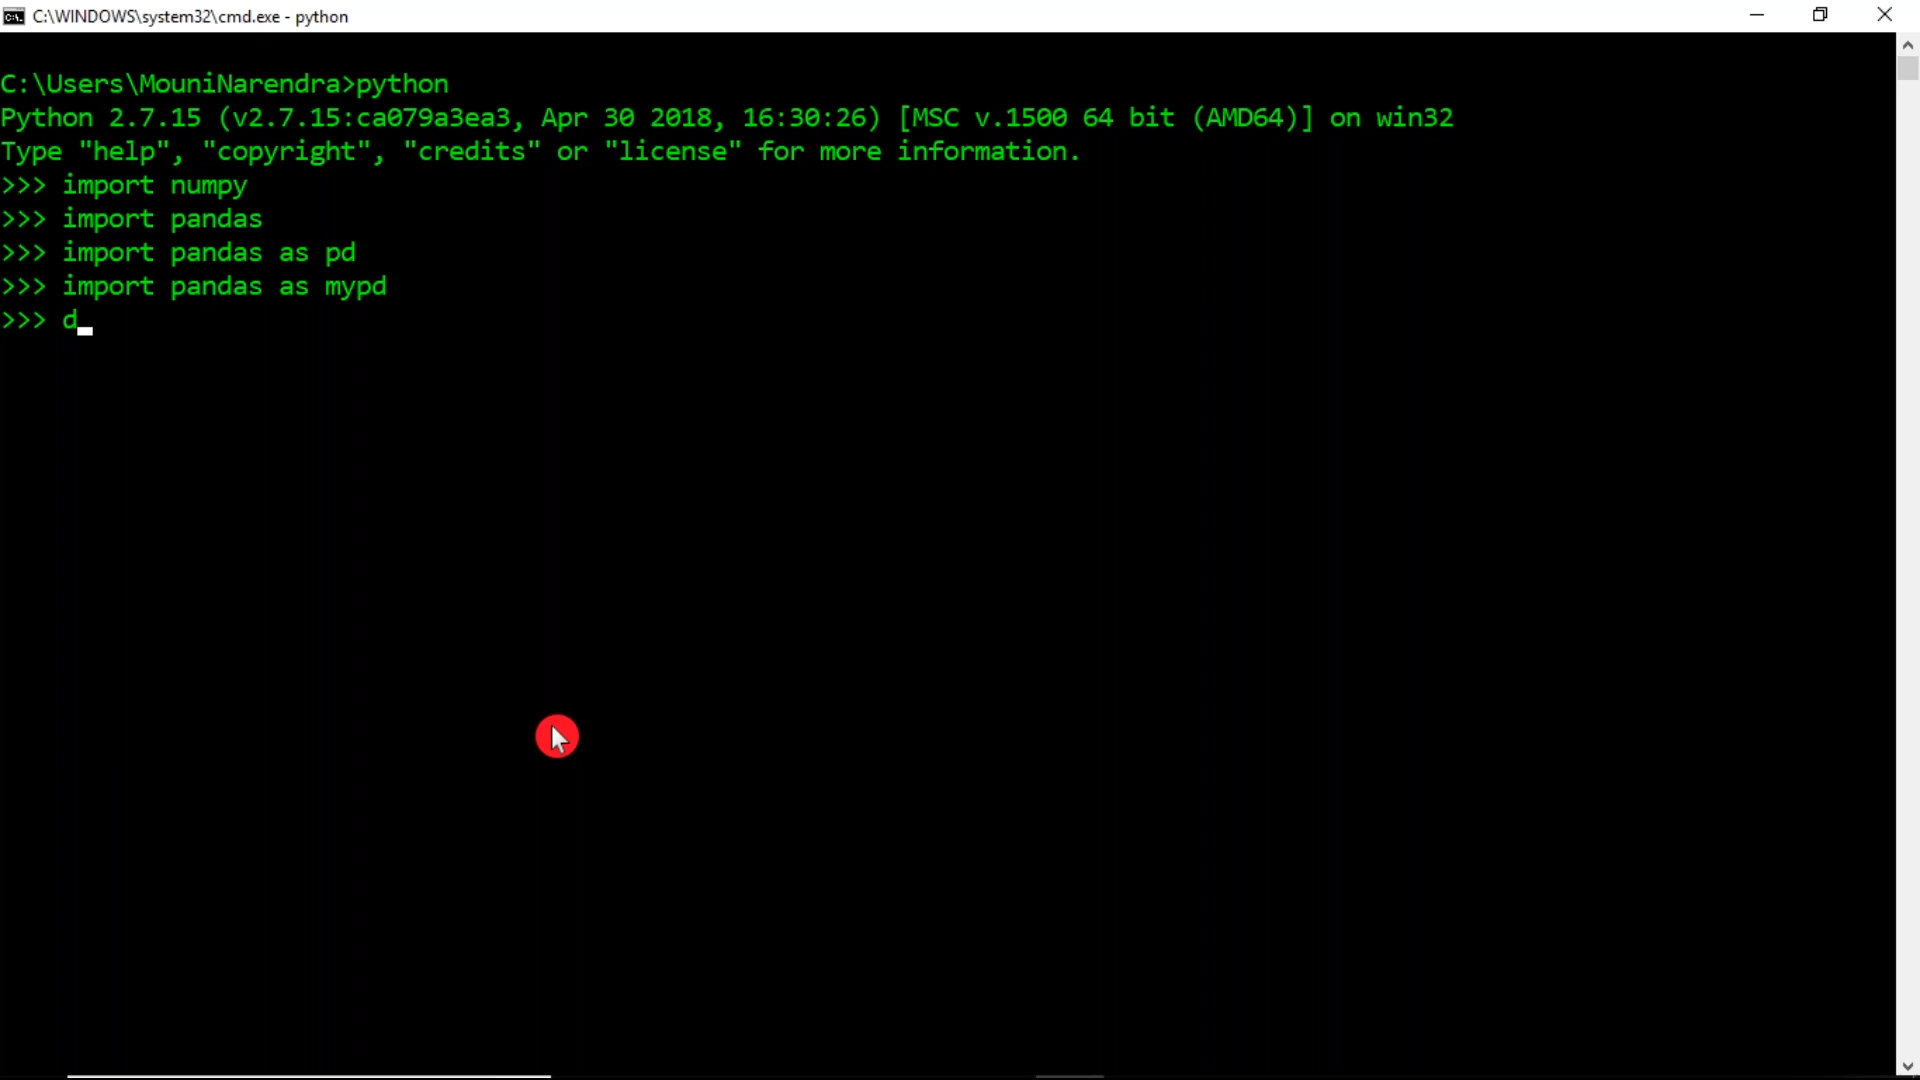 C:\WINDOWS\system32\cmd.exe - python
C:\Users\MouniNarendra>python
Python 2.7.15 (v2.7.15:ca079a3ea3, Apr 30 2018, 16:30:26) [MSC v.1500 64 bit (AMD64)] on win32
Type "help", "copyright", "credits" or "license" for more information.
>>> import numpy
>>> import pandas
>>> import pandas as pd
>>> import pandas as mypd
>>> d